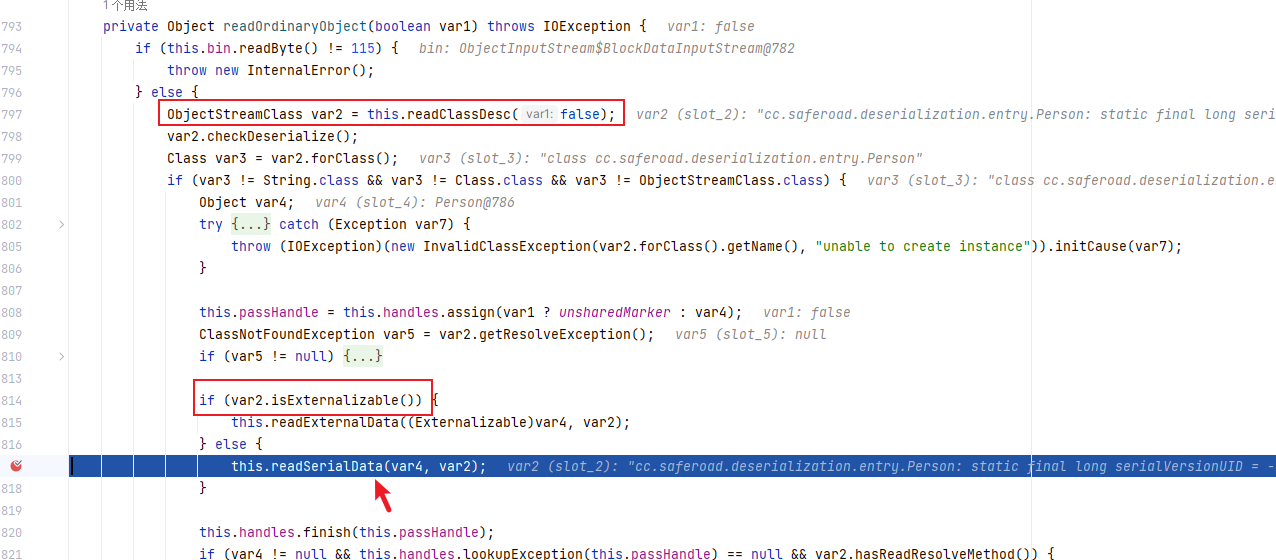 1 个用法
793 private Object readOrdinaryObject(boolean var1) throws IOException { var1: false
794 if (this.bin.readByte() != 115) { bin: ObjectInputStream$BlockDataInputStream@782
795 throw new InternalError();
796 } else {
797 ObjectStreamClass var2 = this.readClassDesc( var1: false); var2 (slot_2): "cc.saferoad.deserialization.entry.Person: static final long seri
798 var2.checkDeserialize();
799 Class var3 = var2.forClass(); var3 (slot_3): "class cc.saferoad.deserialization.entry.Person"
800 if (var3 != String.class && var3 != Class.class && var3 != ObjectStreamClass.class) { var3 (slot_3): "class cc.saferoad.deserialization.e
801 Object var4; var4 (slot_4): Person@786
802 try {...} catch (Exception var7) {
805 throw (IOException)(new InvalidClassException(var2.forClass().getName(), "unable to create instance")).initCause(var7);
806 }
807
808 this.passHandle = this.handles.assign(var1 ? unsharedMarker : var4); var1: false
809 ClassNotFoundException var5 = var2.getResolveException(); var5 (slot_5): null
810 if (var5 != null) {...}
813
814 if (var2.isExternalizable()) {
815 this.readExternalData((Externalizable)var4, var2);
816 } else {
this.readSerialData(var4, var2); var2 (slot_2): "cc.saferoad.deserialization.entry.Person: static final long serialVersionUID = -
818 }
819
820 this.handles.finish(this.passHandle);
821 if (var4 != null && this.handles.lookupException(this.passHandle) == null && var2.hasReadResolveMethod()) {